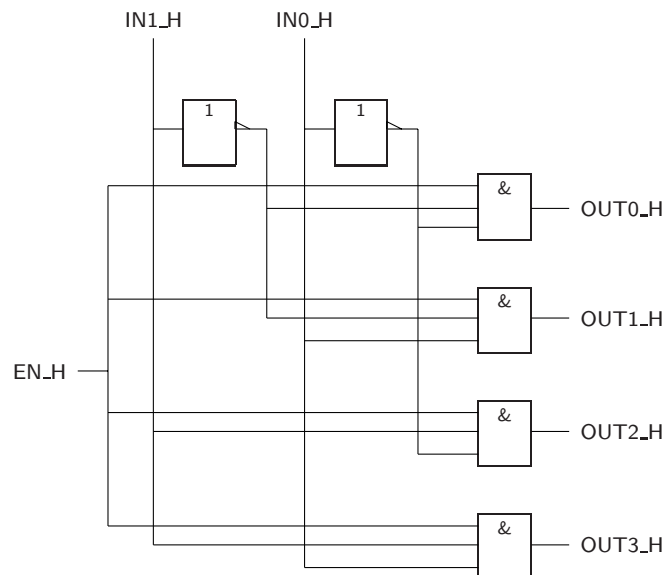 IN1_H IN0_H
1 1
&
OUT0_H
&
OUT1_H
EN_H
&
OUT2_H
&
OUT3_H